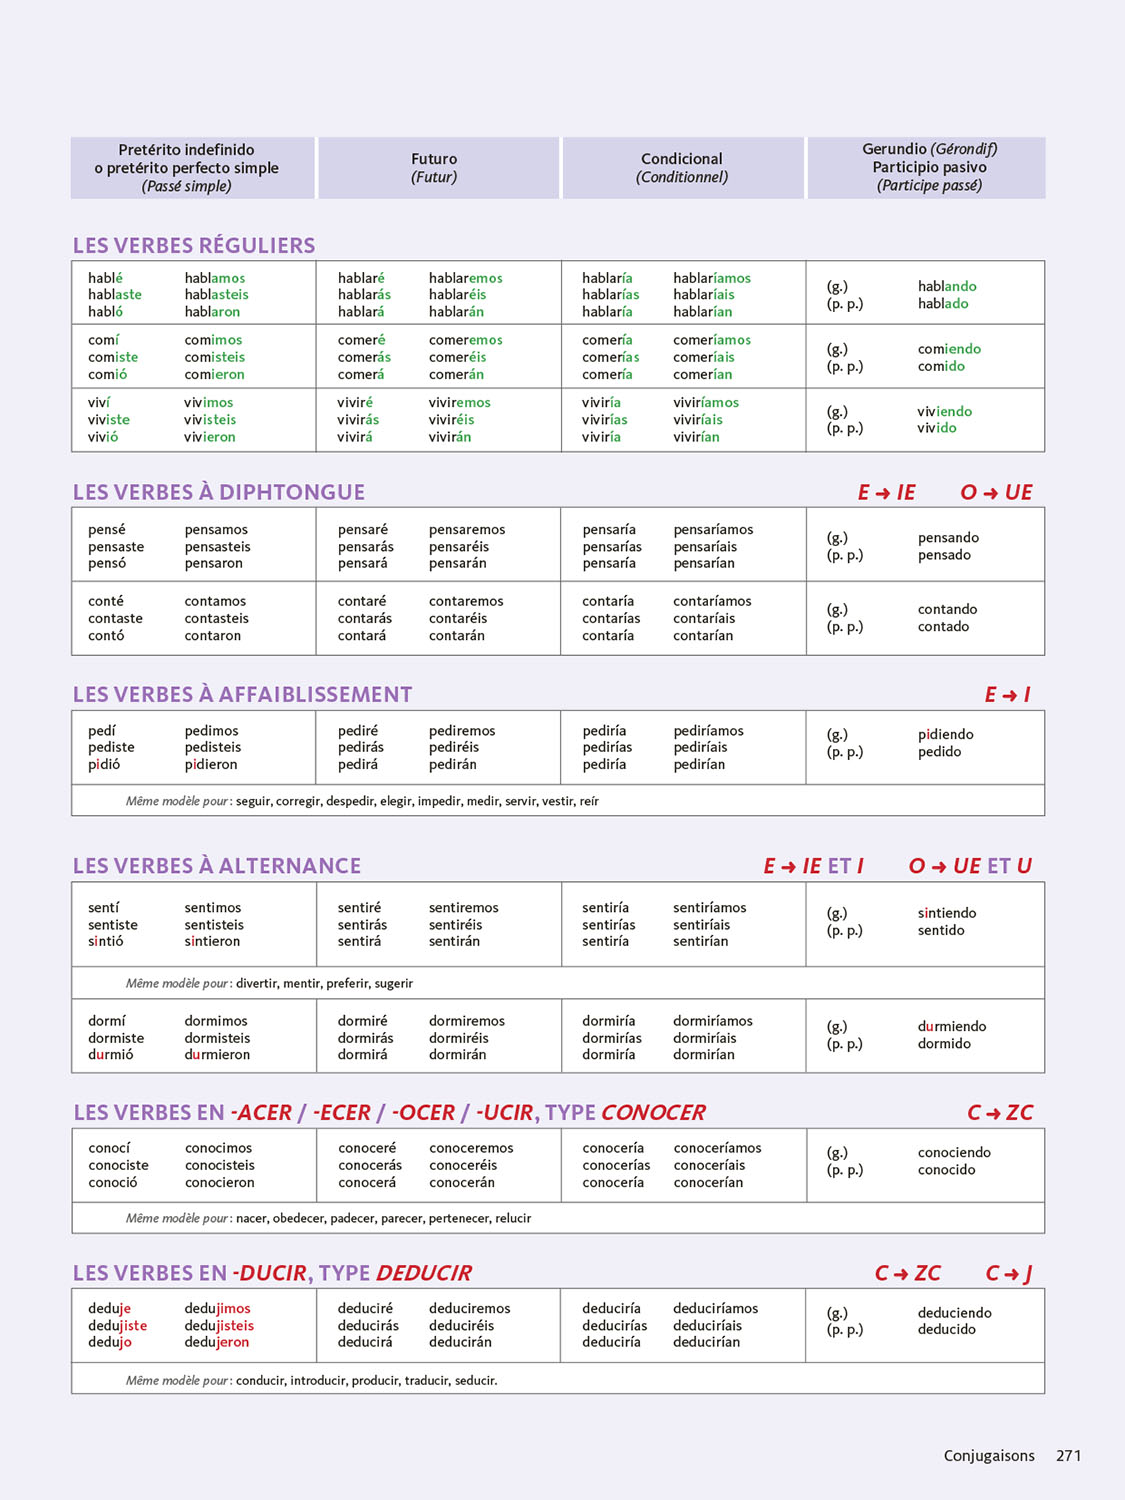 Pretérito indefinido
o pretérito perfecto simple
(Passé simple)
Futuro
(Futur)
Condicional
(Conditionnel)
Gerundio (Gérondif)
Participio pasivo
(Participe passé)
LES VERBES RÉGULIERS
hablé hablamos hablaré hablaremos hablaría hablaríamos (g.) hablando
hablaste hablasteis hablarás hablaréis hablarías hablaríais (p. p.) hablado
habló hablaron hablará hablarán hablaría hablarían
comí comimos comeré comeremos comería comeríamos (g.) comiendo
comiste comisteis comerás comeréis comerías comeríais (p. p.) comido
comió comieron comerá comerán comería comerían
viví vivimos viviré viviremos viviría viviríamos (g.) viviendo
viviste vivisteis vivirás viviréis vivirías viviríais (p. p.) vivido
vivió vivieron vivirá vivirán viviría vivirían
LES VERBES À DIPHTONGUE E ➜ IE O ➜ UE
pensé pensamos pensaré pensaremos pensaría pensaríamos (g.) pensando
pensaste pensasteis pensarás pensaréis pensarías pensaríais (p. p.) pensado
pensó pensaron pensará pensarán pensaría pensarían
conté contamos contaré contaremos contaría contaríamos (g.) contando
contaste contasteis contarás contaréis contarías contaríais (p. p.) contado
contó contaron contará contarán contaría contarían
LES VERBES À AFFAIBLISSEMENT E ➜ I
pedí pedimos pediré pediremos pediría pediríamos (g.) pidiendo
pediste pedisteis pedirás pediréis pedirías pediríais (p. p.) pedido
pidió pidieron pedirá pedirán pediría pedirían
Même modèle pour : seguir, corregir, despedir, elegir, impedir, medir, servir, vestir, reír
LES VERBES À ALTERNANCE E ➜ IE ET I O ➜ UE ET U
sentí sentimos sentiré sentiremos sentiría sentiríamos (g.) sintiendo
sentiste sentisteis sentirás sentiréis sentirías sentiríais (p. p.) sentido
sintió sintieron sentirá sentirán sentiría sentirían
Même modèle pour : divertir, mentir, preferir, sugerir
dormí dormimos dormiré dormiremos dormiría dormiríamos (g.) durmiendo
dormiste dormisteis dormirás dormiréis dormirías dormiríais (p. p.) dormido
durmió durmieron dormirá dormirán dormiría dormirían
LES VERBES EN -ACER / -ECER / -OCER / -UCIR, TYPE CONOCER C ➜ ZC
conocí conocimos conoceré conoceremos conocería conoceríamos (g.) conociendo
conociste conocisteis conocerás conoceréis conocerías conoceríais (p. p.) conocido
conoció conocieron conocerá conocerán conocería conocerían
Même modèle pour : nacer, obedecer, padecer, parecer, pertenecer, relucir
LES VERBES EN -DUCIR, TYPE DEDUCIR C ➜ ZC C ➜ J
deduje dedujimos deduciré deduciremos deduciría deduciríamos (g.) deduciendo
dedujiste dedujisteis deducirás deduciréis deducirías deduciríais (p. p.) deducido
dedujo dedujeron deducirá deducirán deduciría deducirían
Même modèle pour : conducir, introducir, producir, traducir, seducir.
Conjugaisons 271